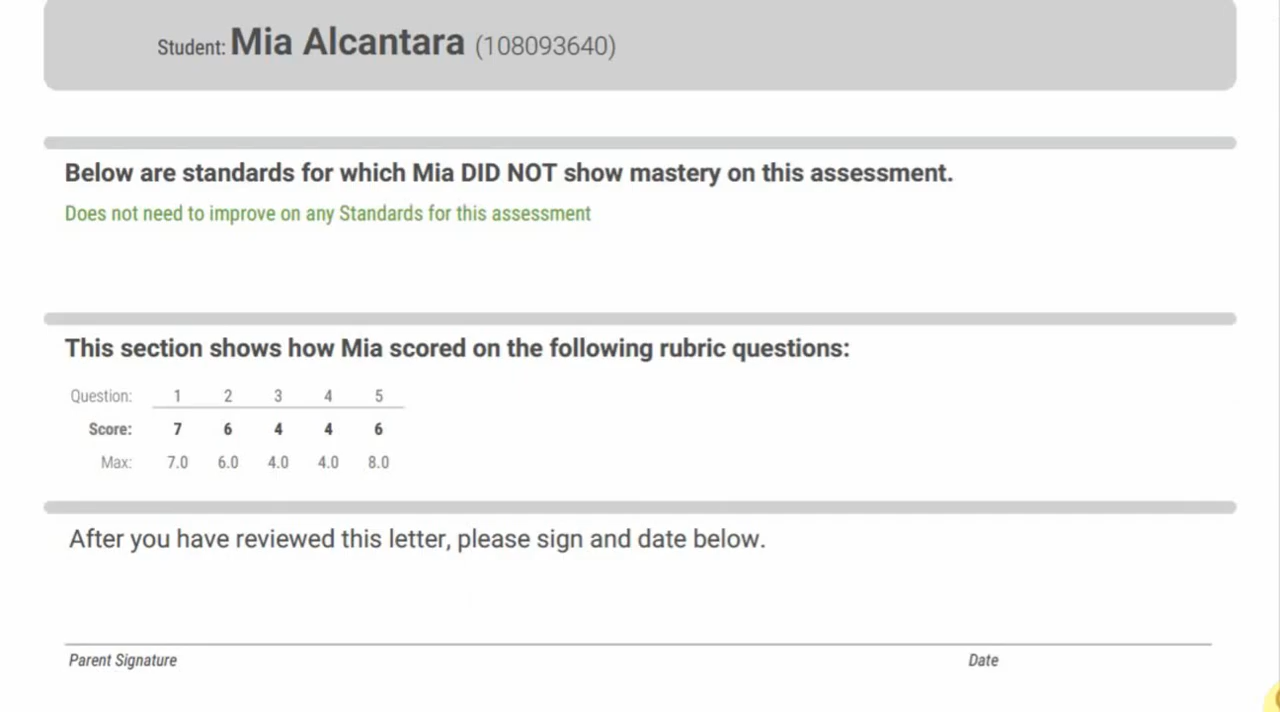 Student: Mia Alcantara (108093640)
Below are standards for which Mia DID NOT show mastery on this assessment.
Does not need to improve on any Standards for this assessment
This section shows how Mia scored on the following rubric questions:
Question: 1 2 3 4 5
Score: 7 6 4 4 6
Max: 7.0 6.0 4.0 4.0 8.0
After you have reviewed this letter, please sign and date below.
Parent Signature Date